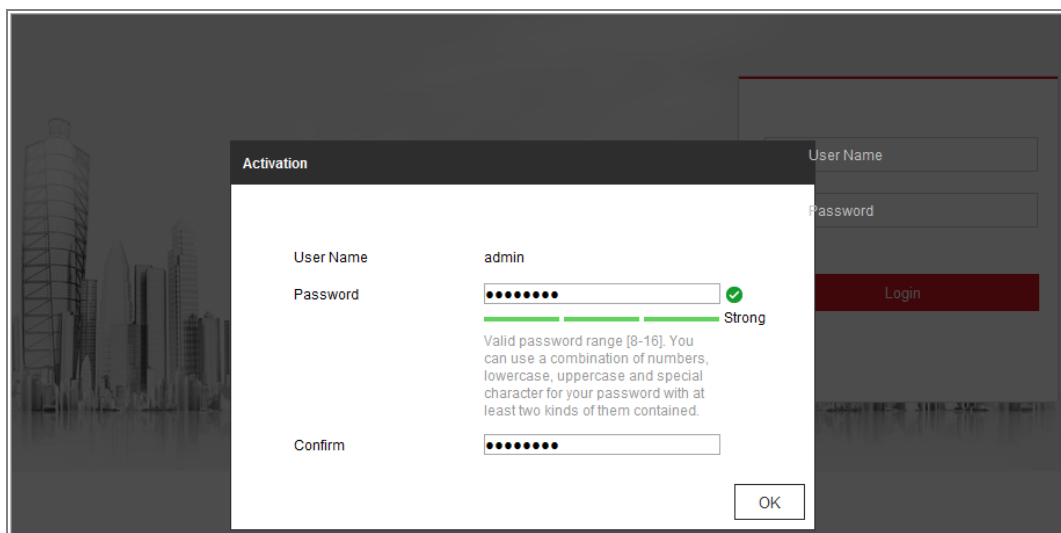 Activation
User Name
Password
Login
User Name admin
Password ●●●●●●●●
Strong
Valid password range [8-16]. You
can use a combination of numbers,
lowercase, uppercase and special
character for your password with at
least two kinds of them contained.
Confirm ●●●●●●●●
OK